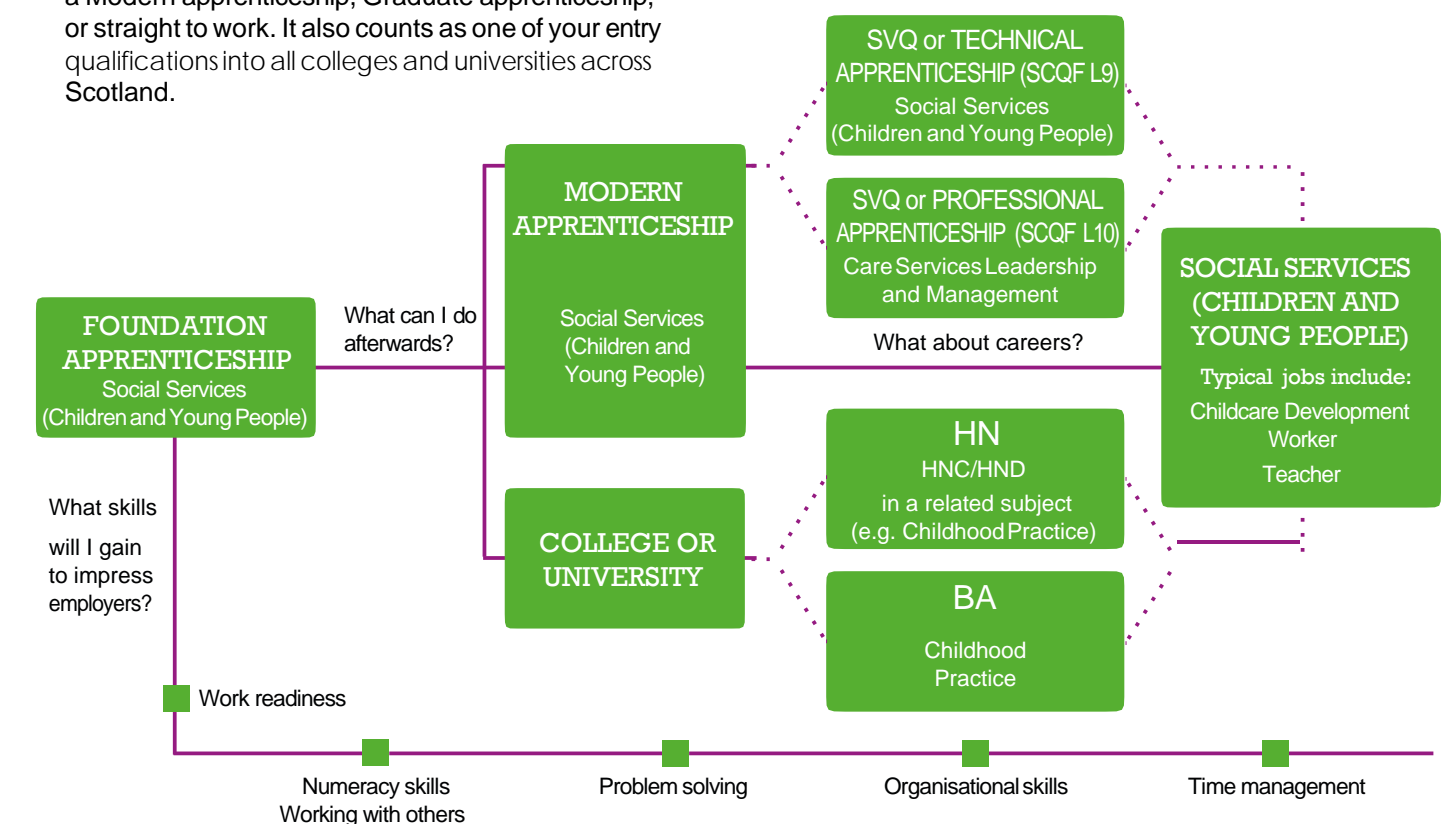 a Modern apprenticeship, Graduate apprenticeship,
or straight to work. It also counts as one of your entry
qualifications into all colleges and universities across
Scotland.
SVQ or TECHNICAL
APPRENTICESHIP (SCQF L9)
Social Services
(Children and Young People)
MODERN
APPRENTICESHIP
Social Services
(Children and
Young People)
SVQ or PROFESSIONAL
APPRENTICESHIP (SCQF L10)
Care Services Leadership
and Management
SOCIAL SERVICES
(CHILDREN AND
YOUNG PEOPLE)
Typical jobs include:
Childcare Development
Worker
Teacher
FOUNDATION
APPRENTICESHIP
Social Services
(Children and Young People)
What can I do
afterwards?
What about careers?
HN
HNC/HND
in a related subject
(e.g. Childhood Practice)
COLLEGE OR
UNIVERSITY
BA
Childhood
Practice
What skills
will I gain
to impress
employers?
Work readiness
Numeracy skills
Working with others
Problem solving
Organisational skills
Time management